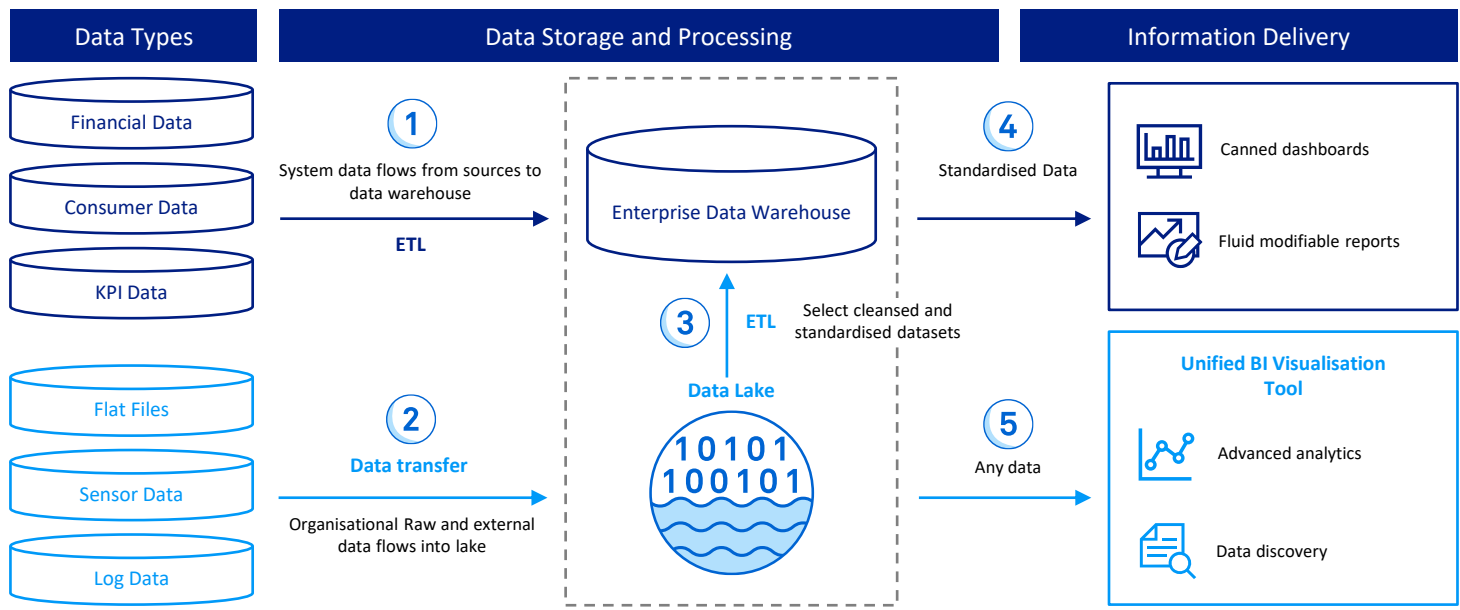 Data Types
Data Storage and Processing
Information Delivery
Financial Data
Consumer Data
KPI Data
Flat Files
Sensor Data
Log Data
1
System data flows from sources to
data warehouse
ETL
2
Data transfer
Organisational Raw and external
data flows into lake
Enterprise Data Warehouse
3
ETL
Select cleansed and
standardised datasets
Data Lake
10101
100101
4
Standardised Data
5
Any data
Canned dashboards
Fluid modifiable reports
Unified BI Visualisation
Tool
Advanced analytics
Data discovery